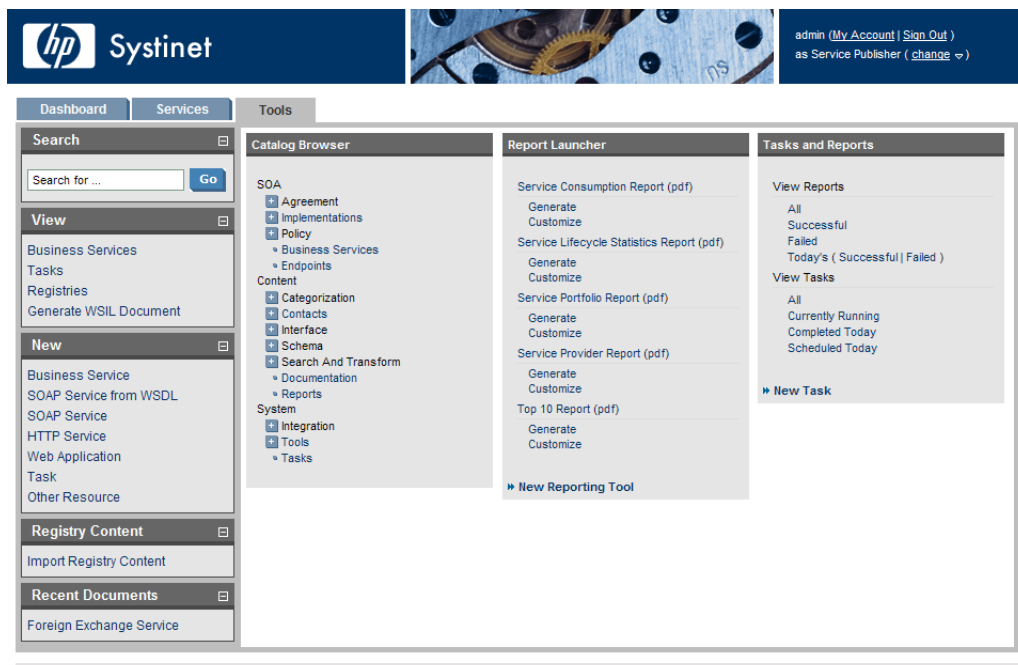 hp Systinet
admin (My Account | Sign Out )
as Service Publisher ( change )
ns
Dashboard
Services
Tools
Search
Search for ...
Go
View
Business Services
Tasks
Registries
Generate WSIL Document
New
Business Service
SOAP Service from WSDL
SOAP Service
HTTP Service
Web Application
Task
Other Resource
Registry Content
Import Registry Content
Recent Documents
Foreign Exchange Service
Catalog Browser
SOA
Agreement
Implementations
Policy
Business Services
Endpoints
Content
Categorization
Contacts
Interface
Schema
Search And Transform
Documentation
Reports
System
Integration
Tools
Tasks
Report Launcher
Service Consumption Report (pdf)
Generate
Customize
Service Lifecycle Statistics Report (pdf)
Generate
Customize
Service Portfolio Report (pdf)
Generate
Customize
Service Provider Report (pdf)
Generate
Customize
Top 10 Report (pdf)
Generate
Customize
New Reporting Tool
Tasks and Reports
View Reports
All
Successful
Failed
Today's ( Successful | Failed )
View Tasks
All
Currently Running
Completed Today
Scheduled Today
New Task